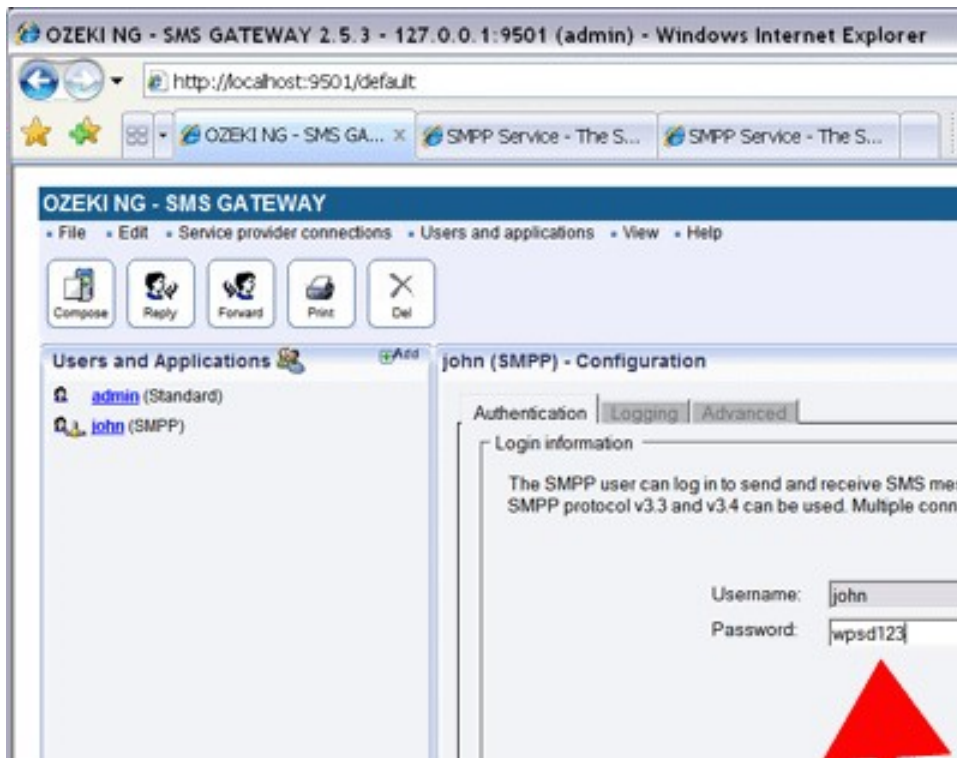 OZEKI NG - SMS GATEWAY 2.5.3 - 127.0.0.1:9501 (admin) - Windows Internet Explorer
http://localhost:9501/default
OZEKI NG - SMS GA... × SMPP Service - The S... SMPP Service - The S...
OZEKI NG - SMS GATEWAY
File Edit Service provider connections Users and applications View Help
Compose Reply Forward Print Del
Users and Applications Add
john (SMPP) - Configuration
admin (Standard)
john (SMPP)
Authentication Logging Advanced
Login information
The SMPP user can log in to send and receive SMS mes
SMPP protocol v3.3 and v3.4 can be used. Multiple conn
Username: john
Password: wpsd123